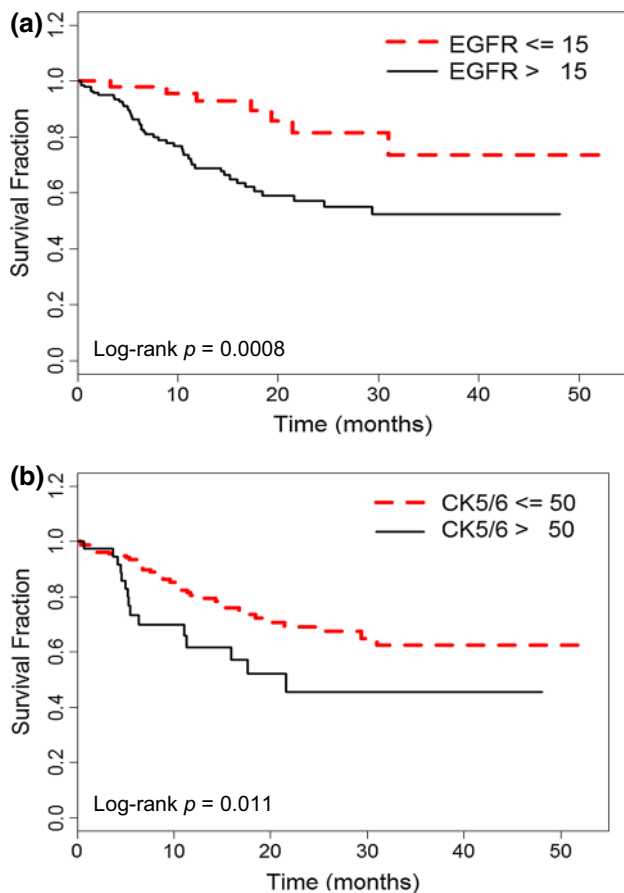 (a)
EGFR <= 15
EGFR > 15
1.2
1.0
0.8
0.6
0.4
0.2
0.0
Survival Fraction
Log-rank p = 0.0008
0 10 20 30 40 50
Time (months)
(b)
CK5/6 <= 50
CK5/6 > 50
1.2
1.0
0.8
0.6
0.4
0.2
0.0
Survival Fraction
Log-rank p = 0.011
0 10 20 30 40 50
Time (months)